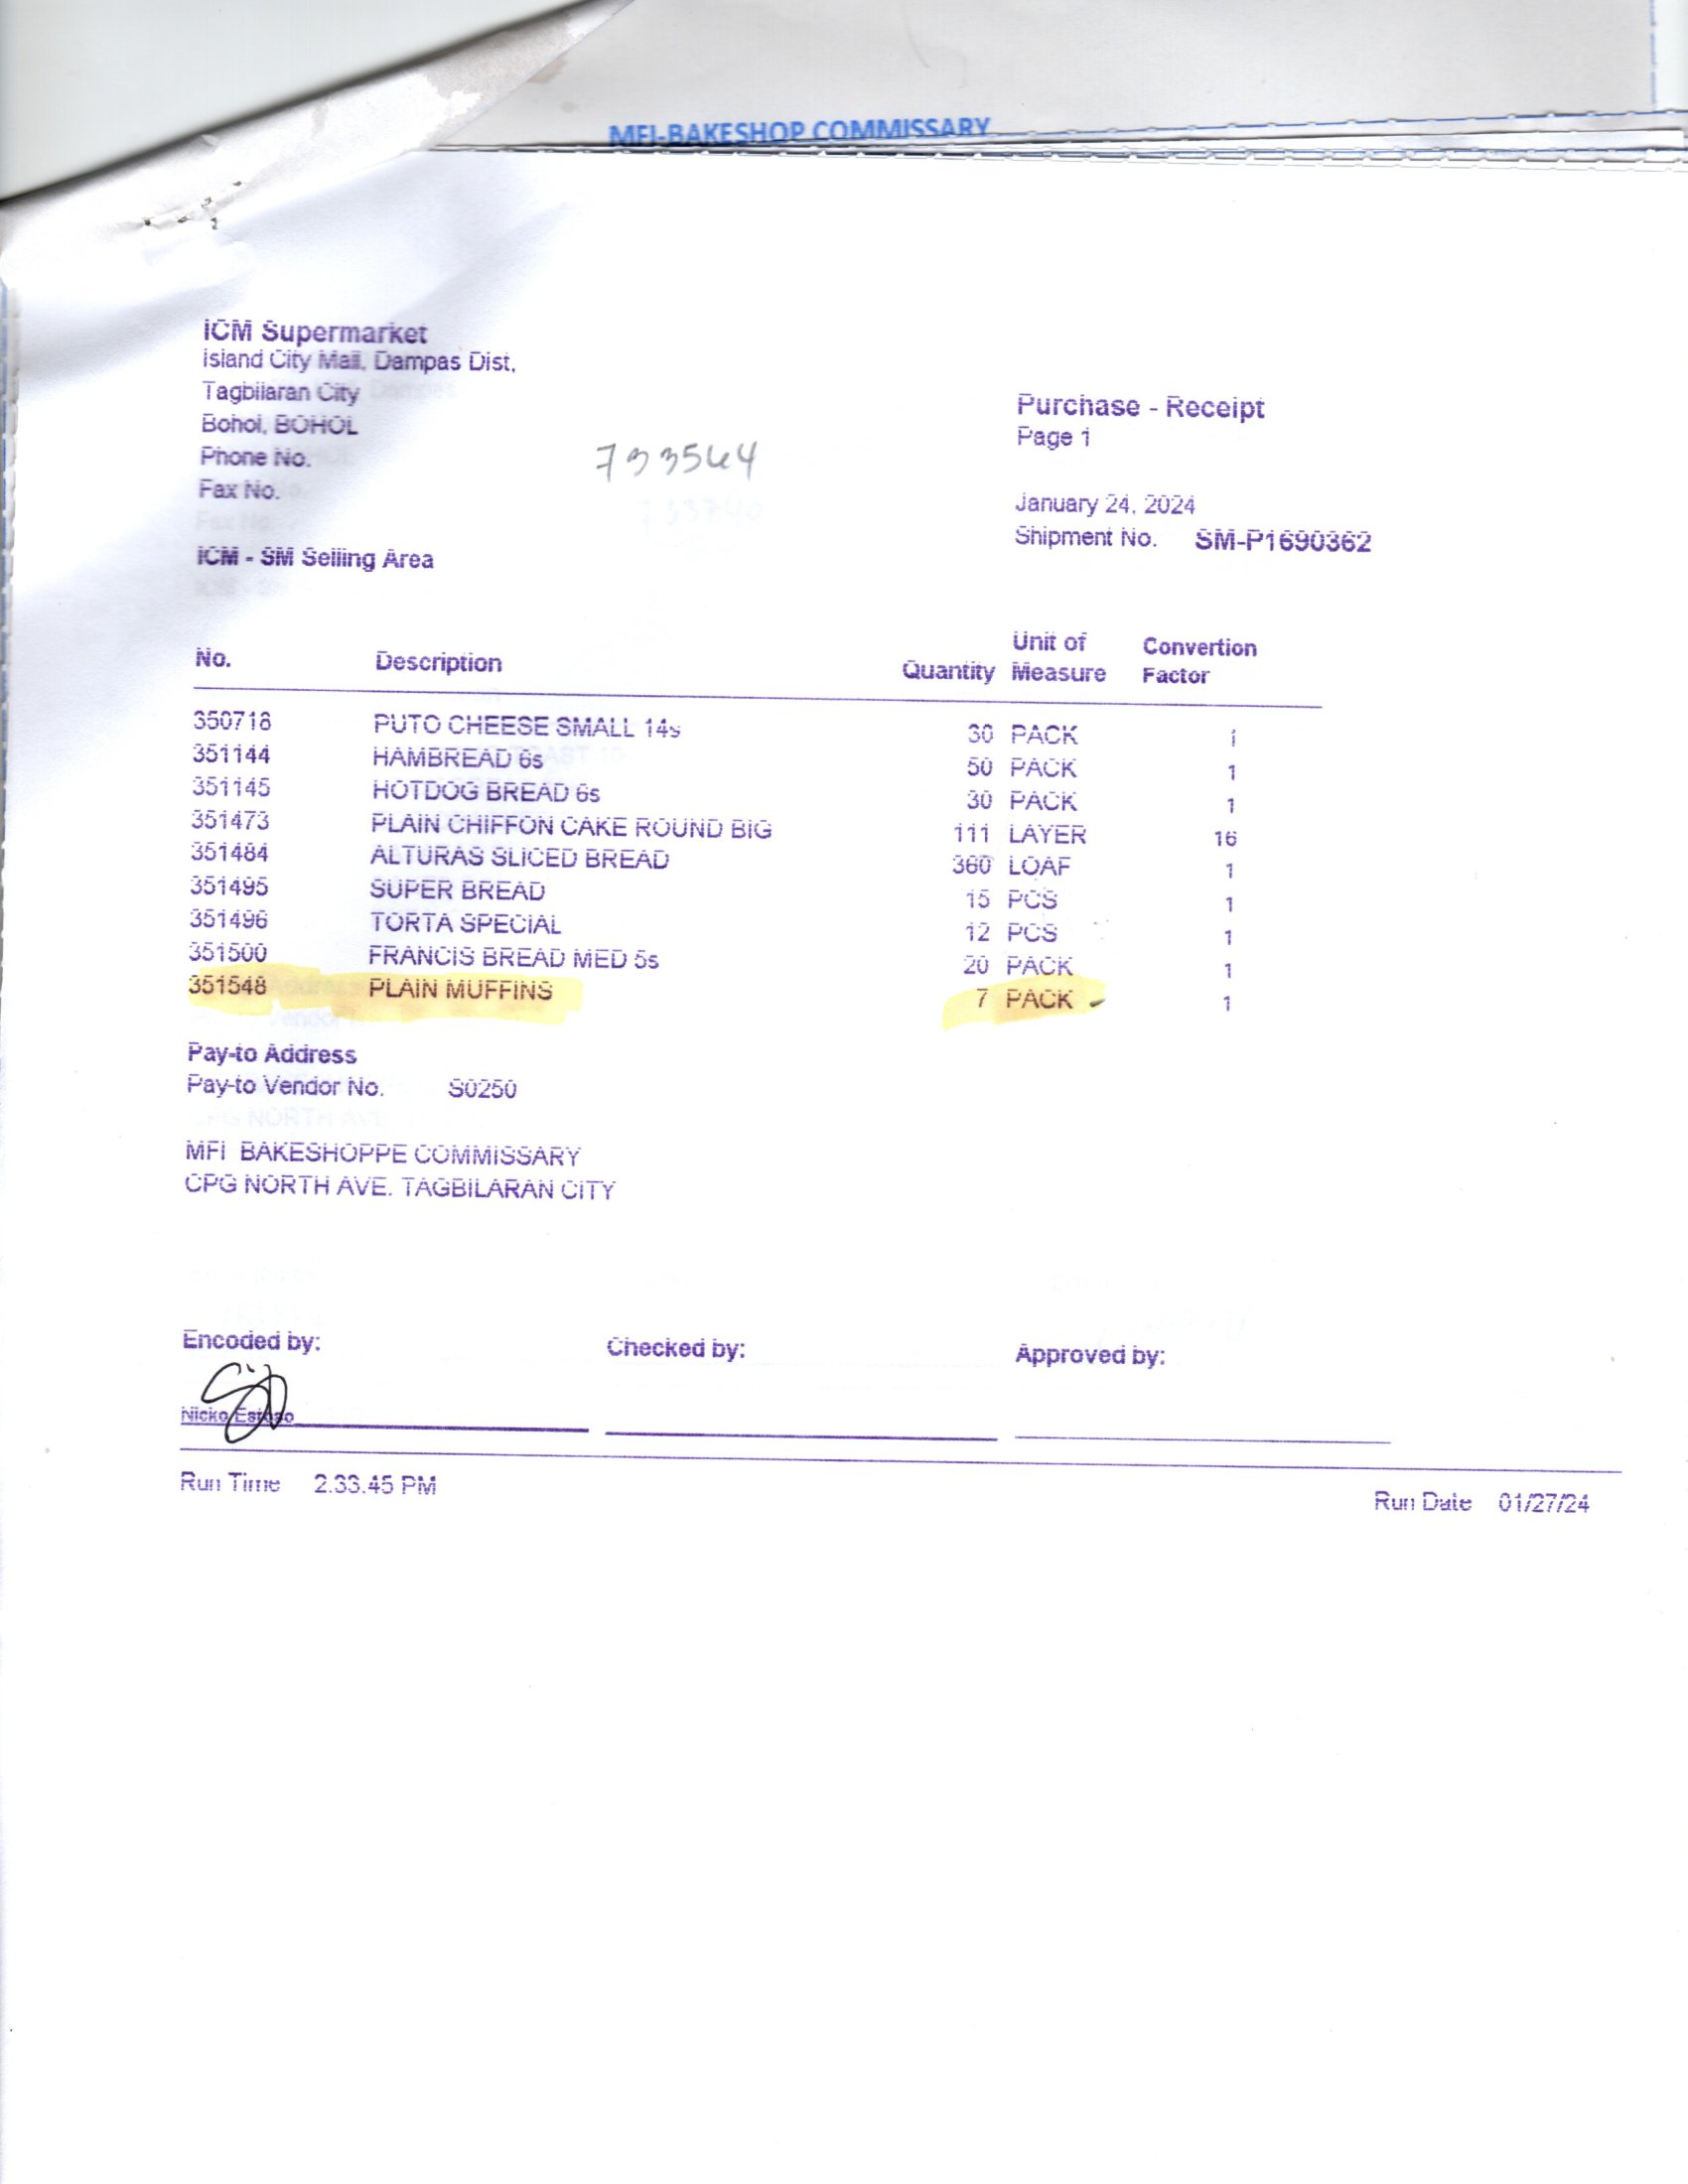 MFI-BAKESHOP COMMISSARY
ICM Supermarket
Island City Mall, Dampas Dist,
Tagbilaran City
Bohol, BOHOL
Phone No.
Fax No.
733564
Purchase - Receipt
Page 1
January 24, 2024
Shipment No. SM-P1690362
ICM - SM Selling Area
No. Description Quantity Unit of Measure Convertion Factor
350718 PUTO CHEESE SMALL 14s 30 PACK 1
351144 HAMBREAD 6s 50 PACK 1
351145 HOTDOG BREAD 6s 30 PACK 1
351473 PLAIN CHIFFON CAKE ROUND BIG 111 LAYER 16
351484 ALTURAS SLICED BREAD 360 LOAF 1
351495 SUPER BREAD 15 PCS 1
351496 TORTA SPECIAL 12 PCS 1
351500 FRANCIS BREAD MED 5s 20 PACK 1
351548 PLAIN MUFFINS 7 PACK 1
Pay-to Address
Pay-to Vendor No. S0250
MFI BAKESHOPPE COMMISSARY
CPG NORTH AVE. TAGBILARAN CITY
Encoded by: Checked by: Approved by:
Nicko
Run Time 2:33:45 PM
Run Date 01/27/24